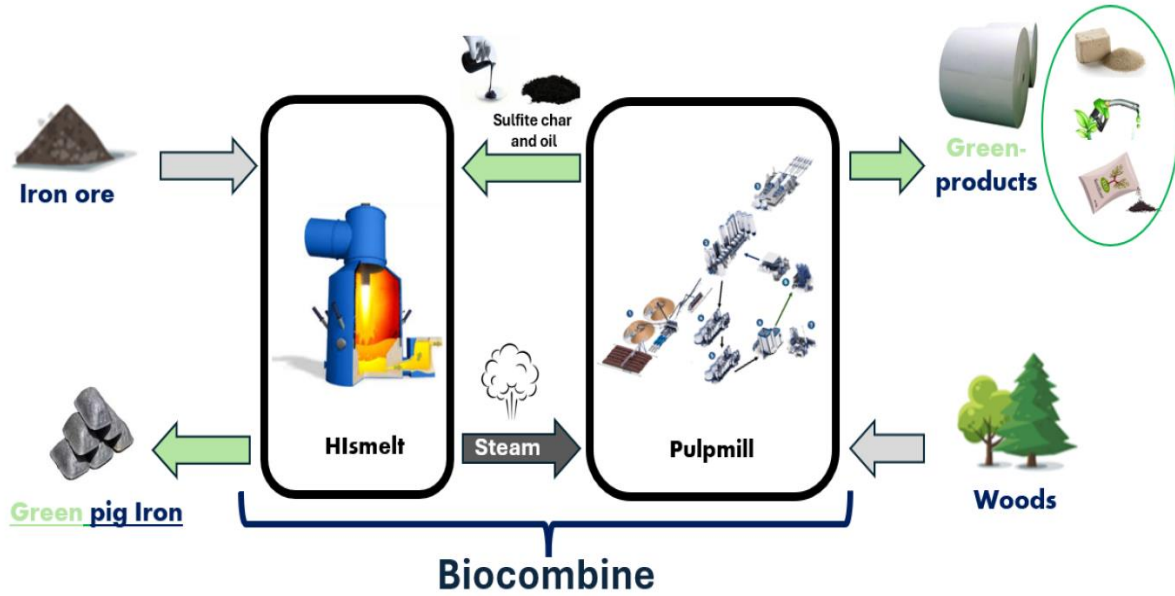 Sulfite char
and oil
Iron ore
Green-
products
HIsmelt
Steam
Pulpmill
Green pig Iron
Woods
Biocombine